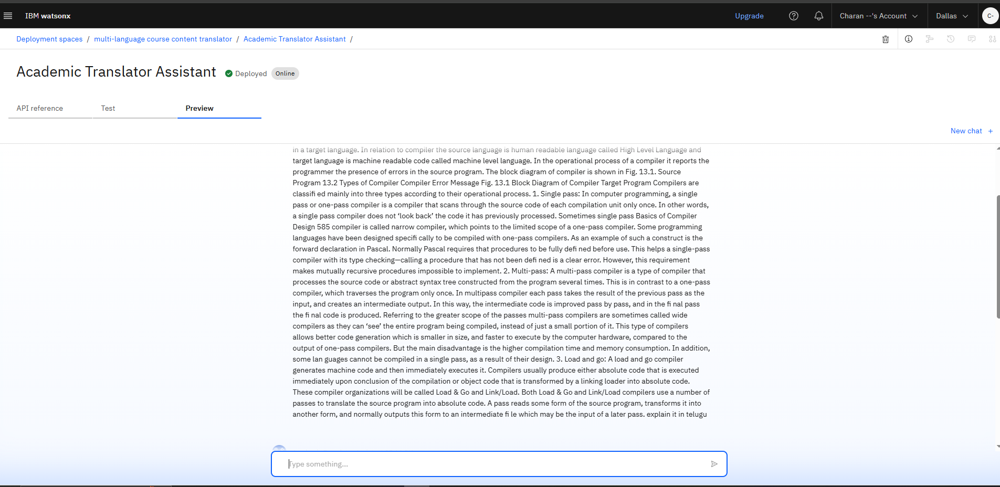 IBM watsonx
Upgrade
Charan --'s Account
Dallas
C-
Deployment spaces / multi-language course content translator / Academic Translator Assistant /
Academic Translator Assistant
Deployed
Online
API reference
Test
Preview
New chat +
in a target language. In relation to compiler the source language is human readable language called High Level Language and
target language is machine readable code called machine level language. In the operational process of a compiler it reports the
programmer the presence of errors in the source program. The block diagram of compiler is shown in Fig. 13.1. Source
Program 13.2 Types of Compiler Compiler Error Message Fig. 13.1 Block Diagram of Compiler Target Program Compilers are
classifi ed mainly into three types according to their operational process. 1. Single pass: In computer programming, a single
pass or one-pass compiler is a compiler that scans through the source code of each compilation unit only once. In other words,
a single pass compiler does not ‘look back’ the code it has previously processed. Sometimes single pass Basics of Compiler
Design 585 compiler is called narrow compiler, which points to the limited scope of a one-pass compiler. Some programming
languages have been designed specifi cally to be compiled with one-pass compilers. As an example of such a construct is the
forward declaration in Pascal. Normally Pascal requires that procedures to be fully defi ned before use. This helps a single-pass
compiler with its type checking—calling a procedure that has not been defi ned is a clear error. However, this requirement
makes mutually recursive procedures impossible to implement. 2. Multi-pass: A multi-pass compiler is a type of compiler that
processes the source code or abstract syntax tree constructed from the program several times. This is in contrast to a one-pass
compiler, which traverses the program only once. In multipass compiler each pass takes the result of the previous pass as the
input, and creates an intermediate output. In this way, the intermediate code is improved pass by pass, and in the fi nal pass
the fi nal code is produced. Referring to the greater scope of the passes multi-pass compilers are sometimes called wide
compilers as they can ‘see’ the entire program being compiled, instead of just a small portion of it. This type of compilers
allows better code generation which is smaller in size, and faster to execute by the computer hardware, compared to the
output of one-pass compilers. But the main disadvantage is the higher compilation time and memory consumption. In addition,
some lan guages cannot be compiled in a single pass, as a result of their design. 3. Load and go: A load and go compiler
generates machine code and then immediately executes it. Compilers usually produce either absolute code that is executed
immediately upon conclusion of the compilation or object code that is transformed by a linking loader into absolute code.
These compiler organizations will be called Load & Go and Link/Load. Both Load & Go and Link/Load compilers use a number of
passes to translate the source program into absolute code. A pass reads some form of the source program, transforms it into
another form, and normally outputs this form to an intermediate fi le which may be the input of a later pass. explain it in telugu
Type something...